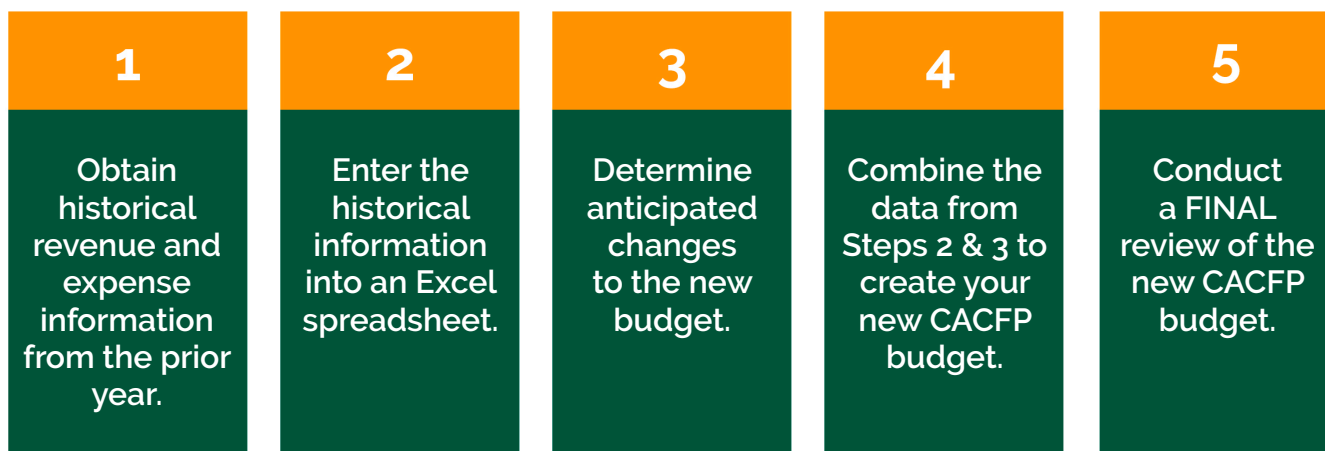 1
Obtain
historical
revenue and
expense
information
from the prior
year.
2
Enter the
historical
information
into an Excel
spreadsheet.
3
Determine
anticipated
changes
to the new
budget.
4
Combine the
data from
Steps 2 & 3 to
create your
new CACFP
budget.
5
Conduct
a FINAL
review of the
new CACFP
budget.